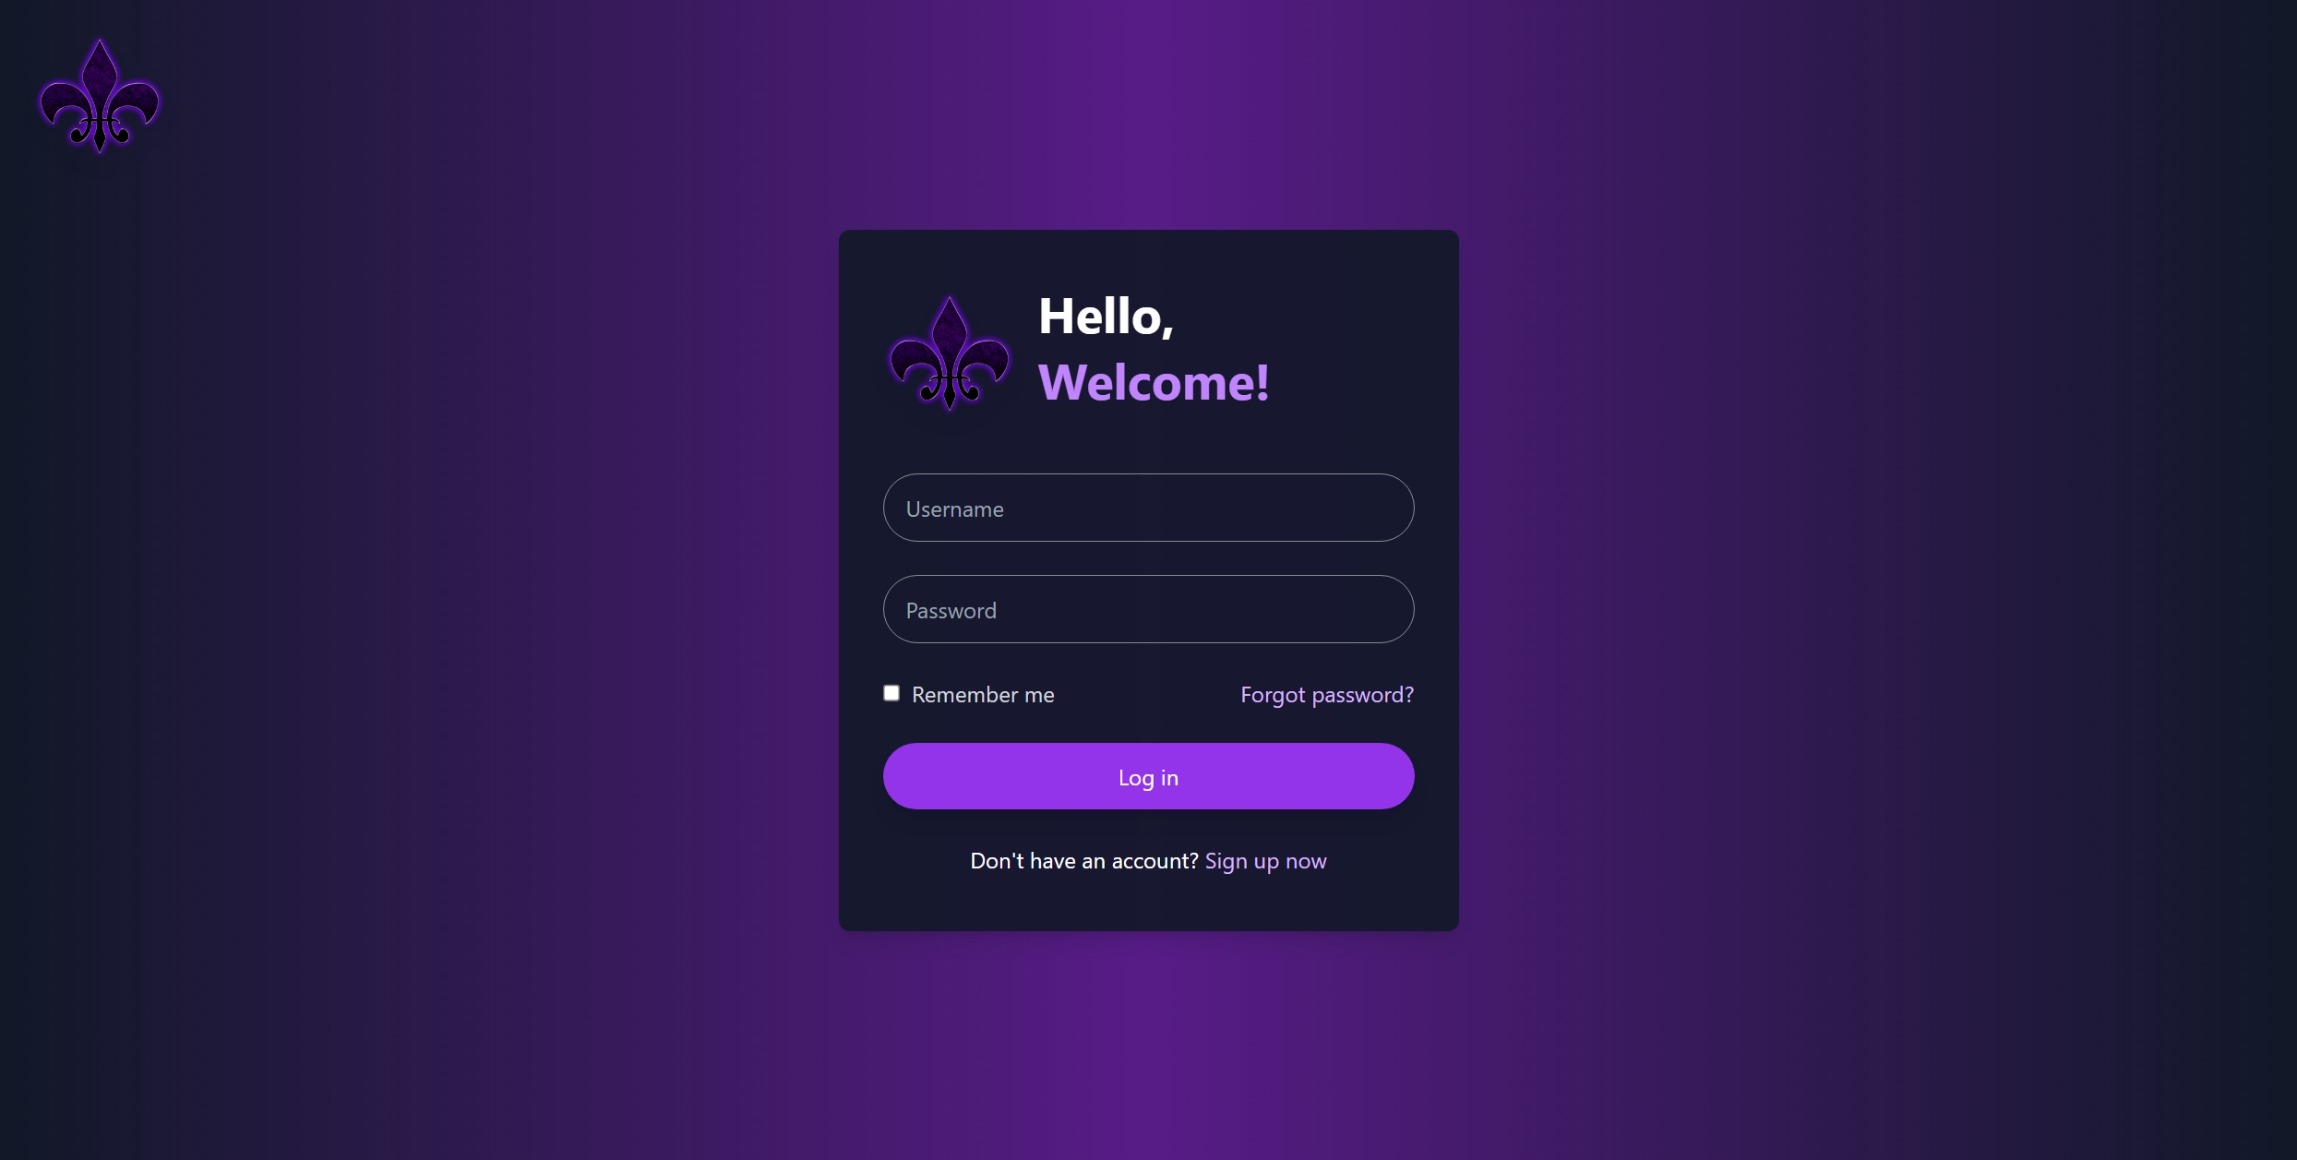 Hello,
Welcome!
Username
Password
Remember me
Forgot password?
Log in
Don't have an account? Sign up now